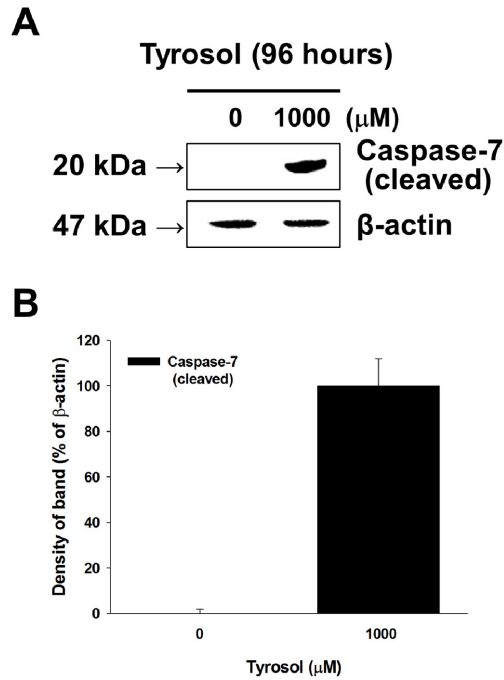 A
Tyrosol (96 hours)
0 1000 (μM)
20 kDa → Caspase-7
(cleaved)
47 kDa → β-actin
B
120
100
80
60
40
20
0
Density of band (% of β-actin)
Caspase-7
(cleaved)
0 1000
Tyrosol (μM)